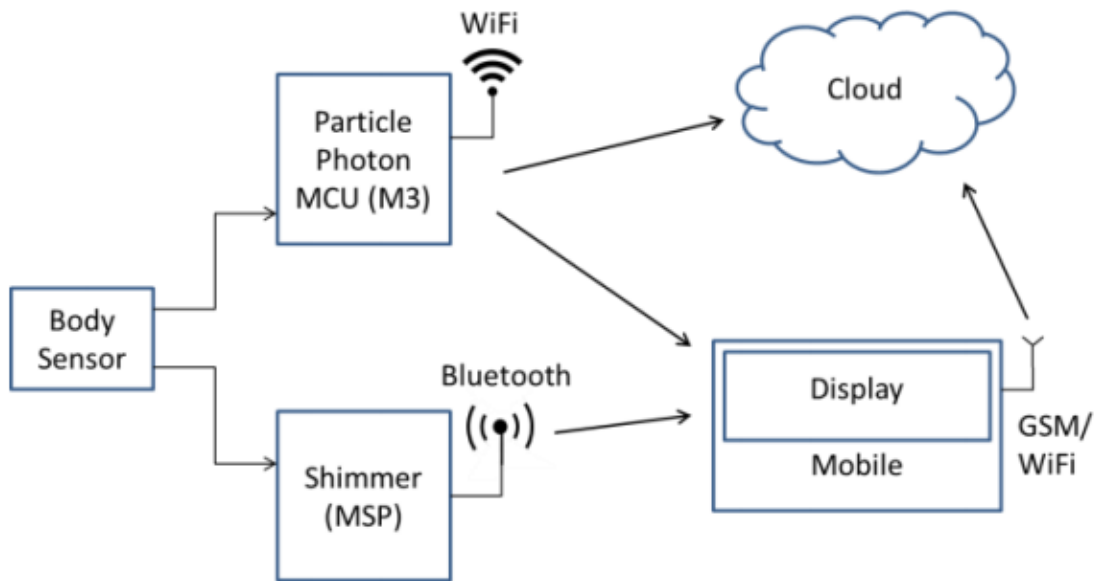 WiFi
Particle
Photon
MCU (M3)
Cloud
Body
Sensor
Bluetooth
Shimmer
(MSP)
Display
Mobile
GSM/
WiFi